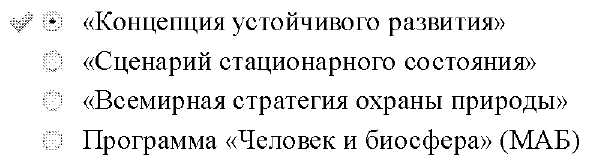 «Концепция устойчивого развития»
«Сценарий стационарного состояния»
«Всемирная стратегия охраны природы»
Программа «Человек и биосфера» (МАБ)